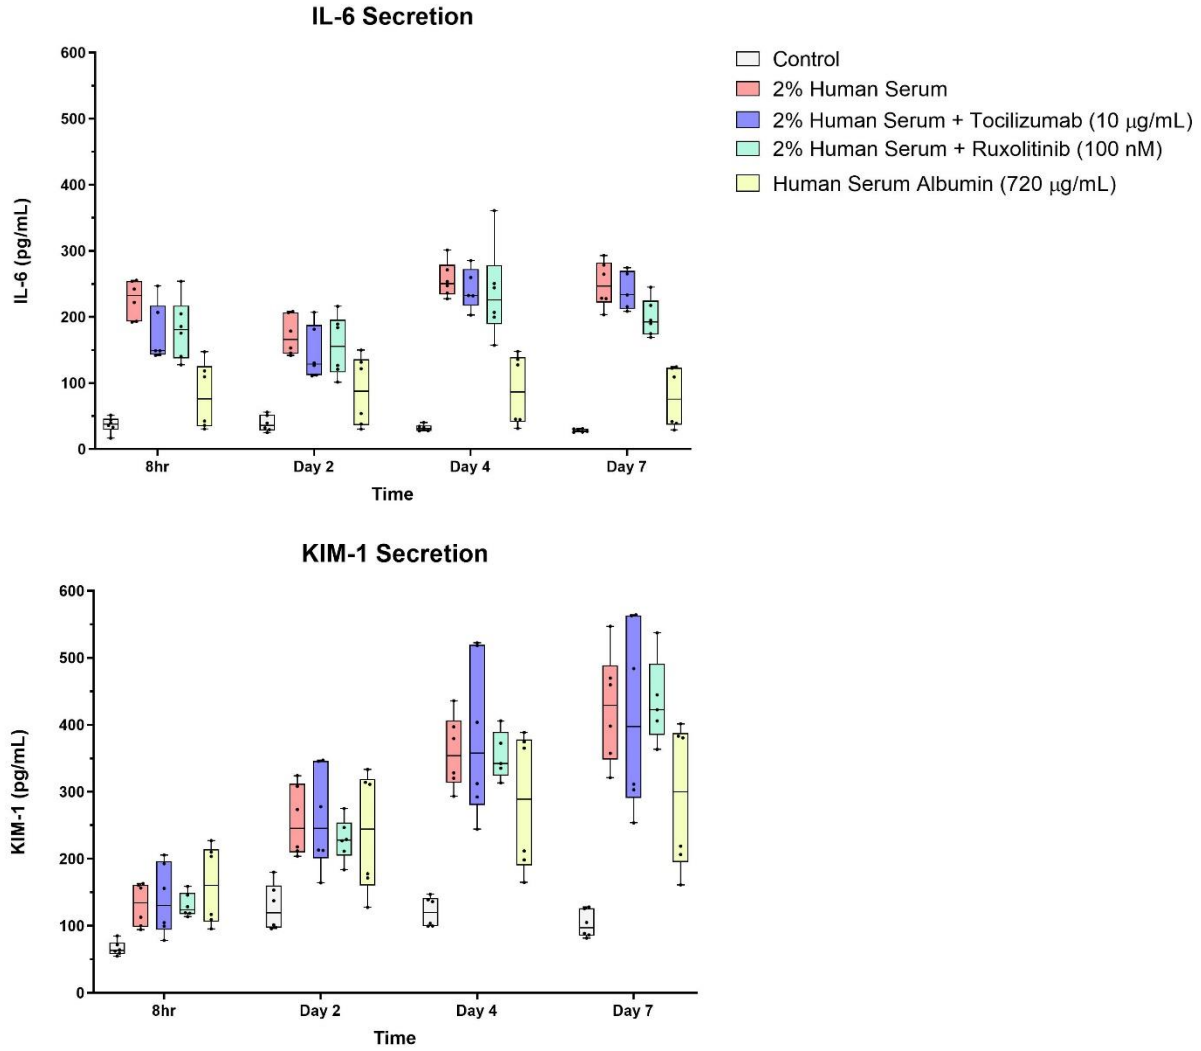 IL-6 Secretion
600
500
400
300
200
100
0
IL-6 (pg/mL)
8hr
Day 2
Day 4
Day 7
Time
Control
2% Human Serum
2% Human Serum + Tocilizumab (10 μg/mL)
2% Human Serum + Ruxolitinib (100 nM)
Human Serum Albumin (720 μg/mL)
KIM-1 Secretion
600
500
400
300
200
100
0
KIM-1 (pg/mL)
8hr
Day 2
Day 4
Day 7
Time